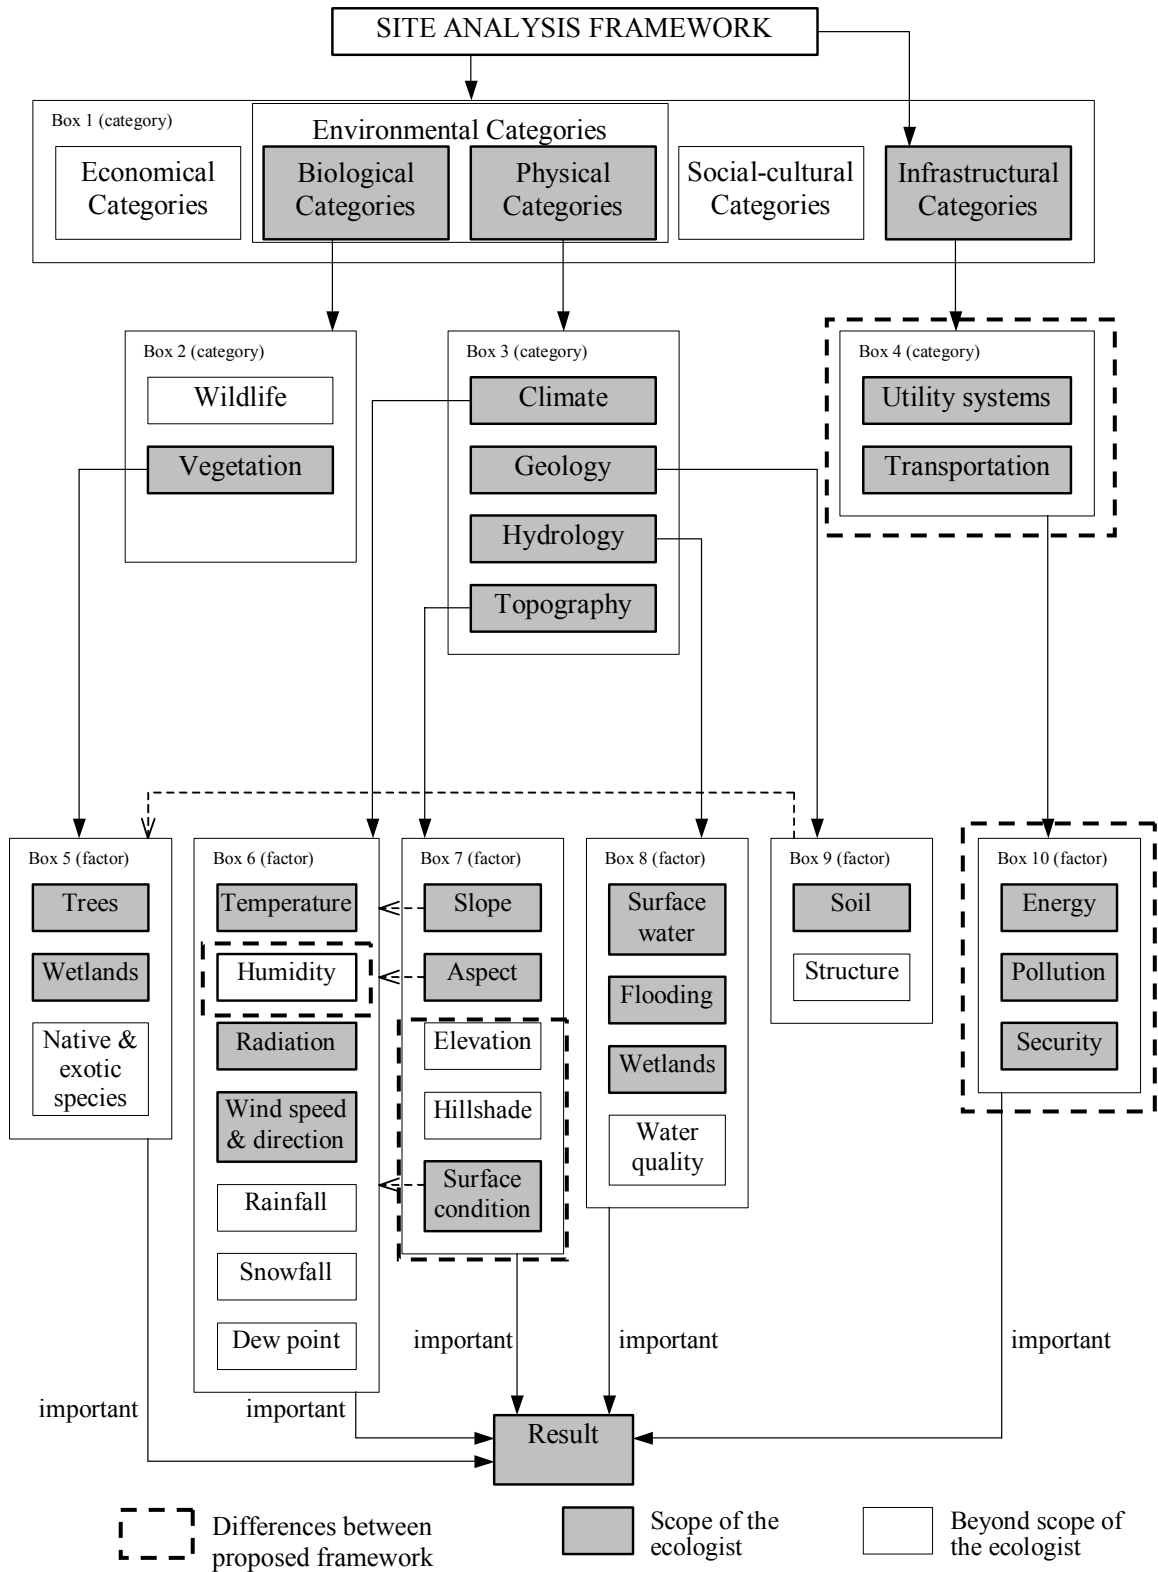 SITE ANALYSIS FRAMEWORK
Box 1 (category)
Environmental Categories
Economical
Categories
Biological
Categories
Physical
Categories
Social-cultural
Categories
Infrastructural
Categories
Box 2 (category)
Wildlife
Vegetation
Box 3 (category)
Climate
Geology
Hydrology
Topography
Box 4 (category)
Utility systems
Transportation
Box 5 (factor)
Trees
Wetlands
Native &
exotic
species
Box 6 (factor)
Temperature
Humidity
Radiation
Wind speed
& direction
Rainfall
Snowfall
Dew point
Box 7 (factor)
Slope
Aspect
Elevation
Hillshade
Surface
condition
Box 8 (factor)
Surface
water
Flooding
Wetlands
Water
quality
Box 9 (factor)
Soil
Structure
Box 10 (factor)
Energy
Pollution
Security
important
important
important
important
important
Result
Differences between
proposed framework
Scope of the
ecologist
Beyond scope of
the ecologist